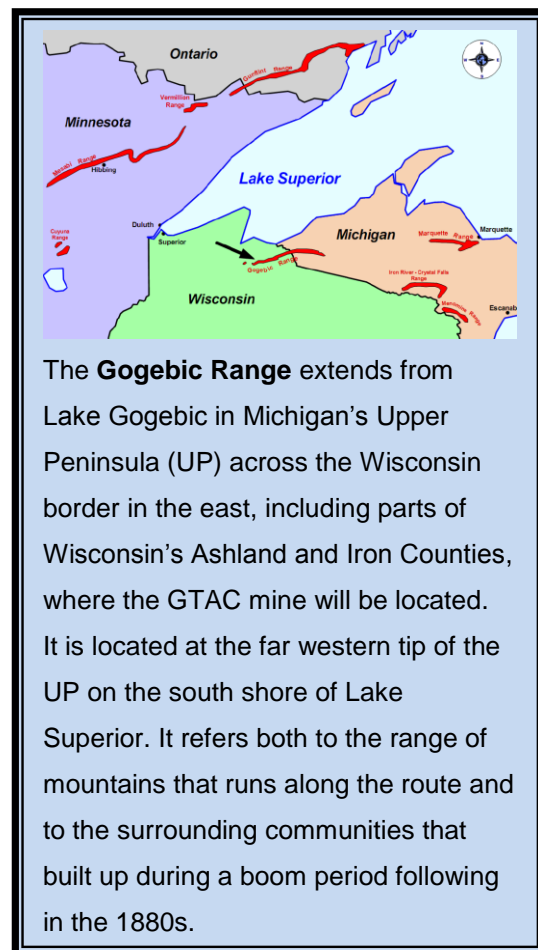 Ontario
Gunflint Range
Vermillian
Range
Minnesota
Mesabi Range
Hibbing
Lake Superior
Cuyuna
Range
Duluth
Superior
Michigan
Marquette
Marquette Range
Gogebic Range
Iron River - Crystal Falls
Range
Wisconsin
Menominee Range
Escanab
The Gogebic Range extends from
Lake Gogebic in Michigan’s Upper
Peninsula (UP) across the Wisconsin
border in the east, including parts of
Wisconsin’s Ashland and Iron Counties,
where the GTAC mine will be located.
It is located at the far western tip of the
UP on the south shore of Lake
Superior. It refers both to the range of
mountains that runs along the route and
to the surrounding communities that
built up during a boom period following
in the 1880s.